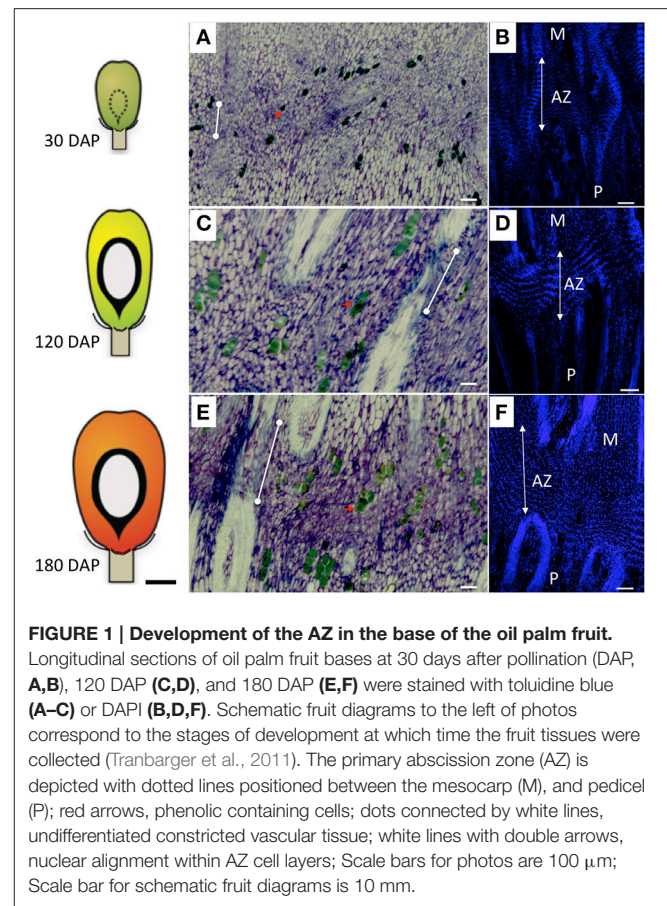 A
B
M
AZ
P
30 DAP
C
D
M
AZ
P
120 DAP
E
F
M
AZ
P
180 DAP
FIGURE 1 | Development of the AZ in the base of the oil palm fruit.
Longitudinal sections of oil palm fruit bases at 30 days after pollination (DAP,
A,B), 120 DAP (C,D), and 180 DAP (E,F) were stained with toluidine blue
(A–C) or DAPI (B,D,F). Schematic fruit diagrams to the left of photos
correspond to the stages of development at which time the fruit tissues were
collected (Tranbarger et al., 2011). The primary abscission zone (AZ) is
depicted with dotted lines positioned between the mesocarp (M), and pedicel
(P); red arrows, phenolic containing cells; dots connected by white lines,
undifferentiated constricted vascular tissue; white lines with double arrows,
nuclear alignment within AZ cell layers; Scale bars for photos are 100 μm;
Scale bar for schematic fruit diagrams is 10 mm.